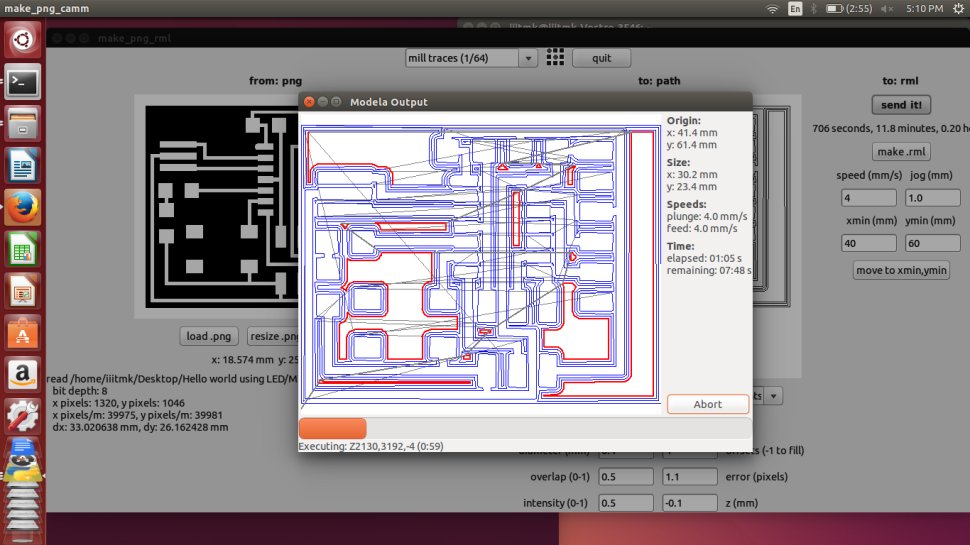 make_png_camm
En
(2:55)
5:10 PM
iiitmk@iiitmk-Vostro-3546: ~
make_png_rml
mill traces (1/64)
quit
from: png
to: path
to: rml
send it!
706 seconds, 11.8 minutes, 0.20 h
make .rml
speed (mm/s)
jog (mm)
4
1.0
xmin (mm)
ymin (mm)
40
60
move to xmin,ymin
Modela Output
Origin:
x: 41.4 mm
y: 61.4 mm
Size:
x: 30.2 mm
y: 23.4 mm
Speeds:
plunge: 4.0 mm/s
feed: 4.0 mm/s
Time:
elapsed: 01:05 s
remaining: 07:48 s
Abort
Executing: Z2130,3192,-4 (0:59)
load .png
resize .png
x: 18.574 mm y: 25
read /home/iiitmk/Desktop/Hello world using LED/M
bit depth: 8
x pixels: 1320, y pixels: 1046
x pixels/m: 39975, y pixels/m: 39981
dx: 33.020638 mm, dy: 26.162428 mm
diameter (mm)
offsets (-1 to fill)
overlap (0-1)
0.5
1.1
error (pixels)
intensity (0-1)
0.5
-0.1
z (mm)